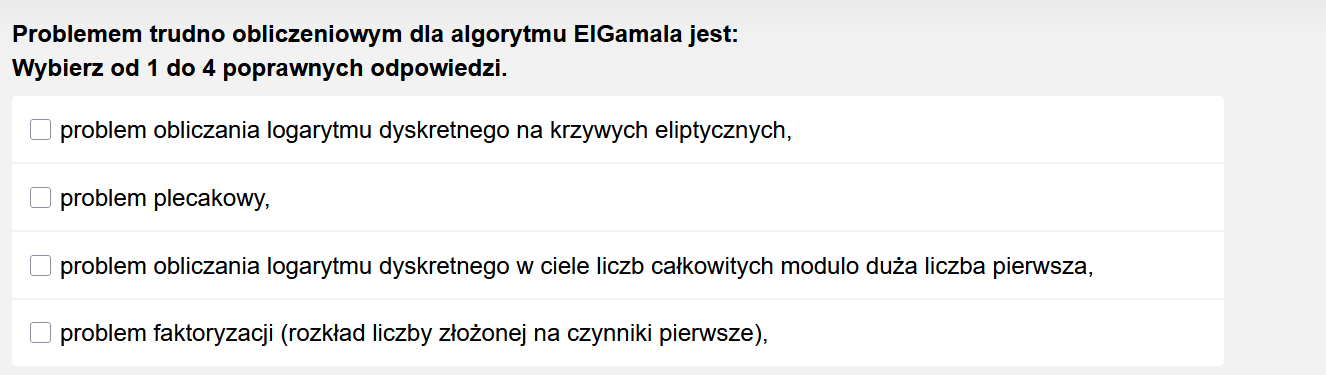 Problemem trudno obliczeniowym dla algorytmu ElGamala jest:
Wybierz od 1 do 4 poprawnych odpowiedzi.
problem obliczania logarytmu dyskretnego na krzywych eliptycznych,
problem plecakowy,
problem obliczania logarytmu dyskretnego w ciele liczb całkowitych modulo duża liczba pierwsza,
problem faktoryzacji (rozkład liczby złożonej na czynniki pierwsze),